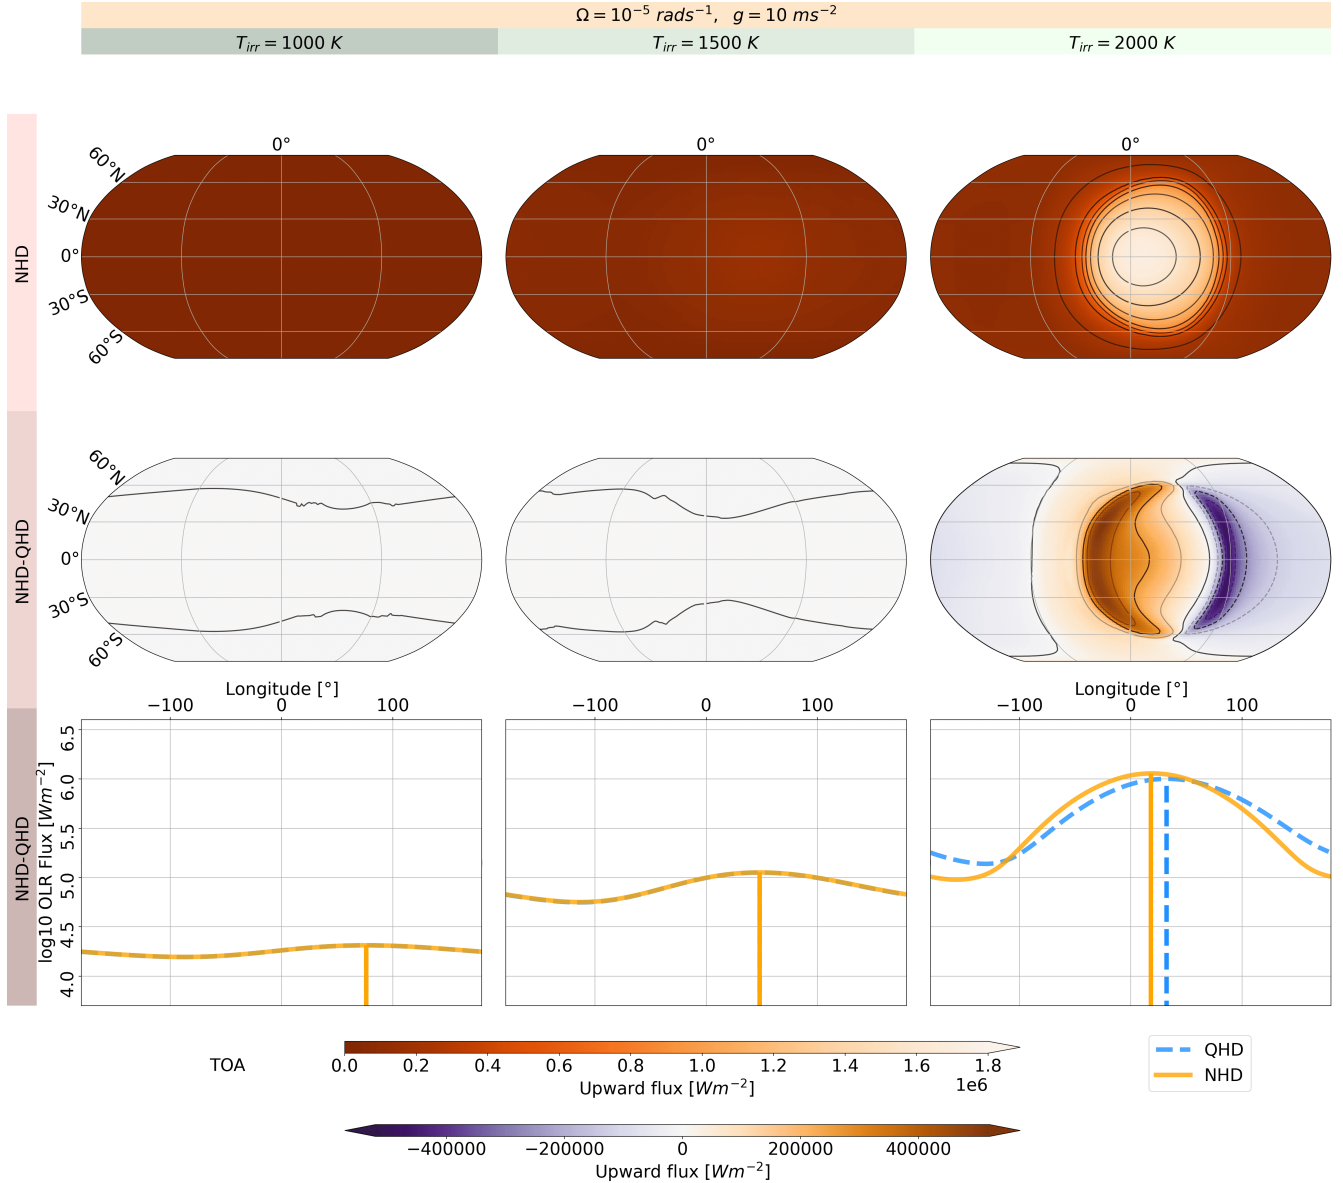 Ω = 10⁻⁵ rads⁻¹, g = 10 ms⁻²
T_irr = 1000 K T_irr = 1500 K T_irr = 2000 K
NHD
0° 0° 0°
60°N
30°N
0°
30°S
60°S
NHD-QHD
60°N
30°N
0°
30°S
60°S
Longitude [°] Longitude [°]
−100 0 100 −100 0 100 −100 0 100
NHD-QHD
log10 OLR Flux [Wm⁻²]
6.5
6.0
5.5
5.0
4.5
4.0
TOA
0.0 0.2 0.4 0.6 0.8 1.0 1.2 1.4 1.6 1.8
1e6
Upward flux [Wm⁻²]
QHD
NHD
−400000 −200000 0 200000 400000
Upward flux [Wm⁻²]